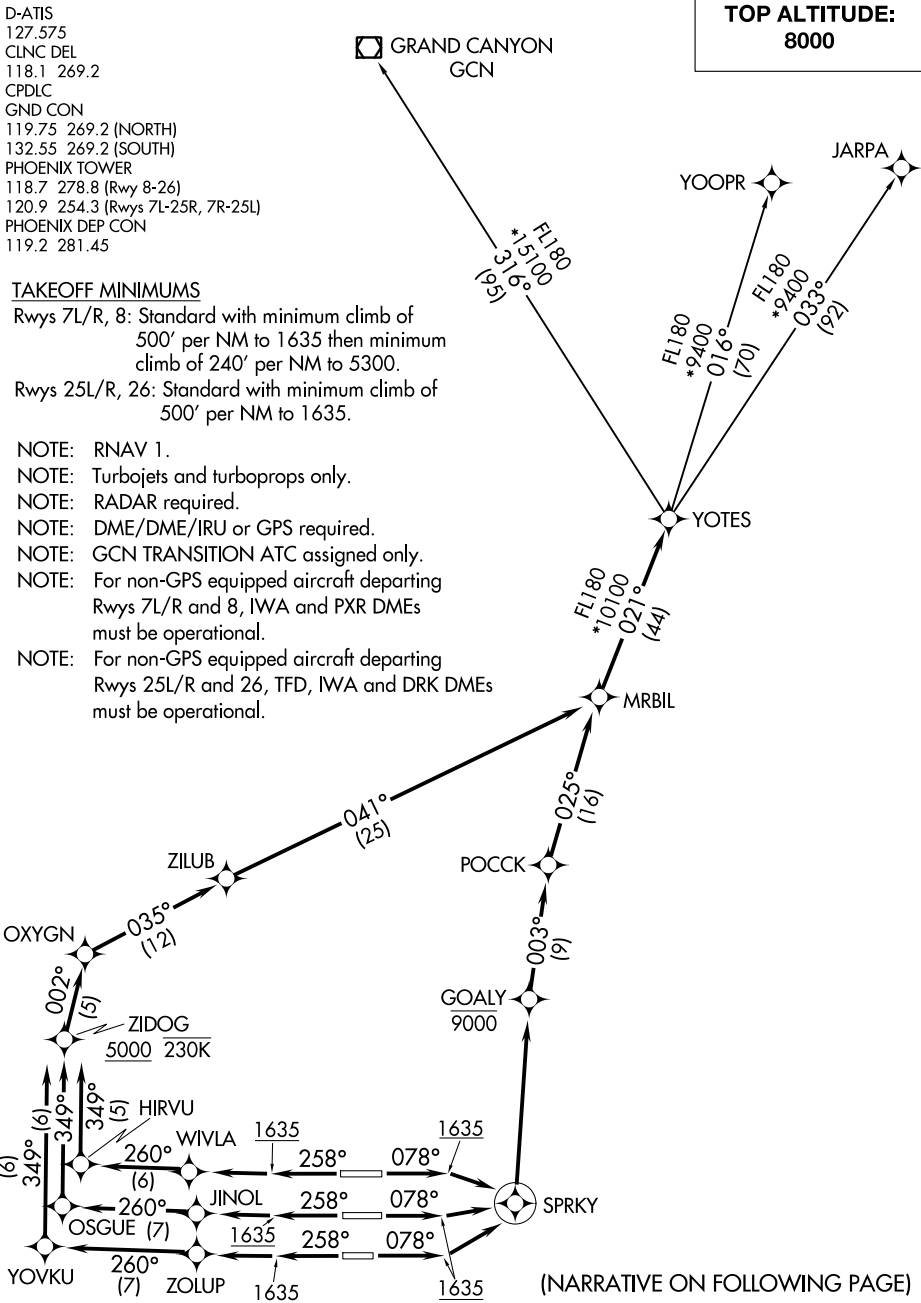 D-ATIS
127.575
CLNC DEL
118.1 269.2
CPDLC
GND CON
119.75 269.2 (NORTH)
132.55 269.2 (SOUTH)
PHOENIX TOWER
118.7 278.8 (Rwy 8-26)
120.9 254.3 (Rwys 7L-25R, 7R-25L)
PHOENIX DEP CON
119.2 281.45
TOP ALTITUDE:
8000
GRAND CANYON
GCN
YOOPR
JARPA
FL180
*15100
316°
(95)
FL180
*9400
016°
(70)
FL180
*9400
033°
(92)
TAKEOFF MINIMUMS
Rwys 7L/R, 8: Standard with minimum climb of
500' per NM to 1635 then minimum
climb of 240' per NM to 5300.
Rwys 25L/R, 26: Standard with minimum climb of
500' per NM to 1635.
NOTE: RNAV 1.
NOTE: Turbojets and turboprops only.
NOTE: RADAR required.
NOTE: DME/DME/IRU or GPS required.
NOTE: GCN TRANSITION ATC assigned only.
NOTE: For non-GPS equipped aircraft departing
Rwys 7L/R and 8, IWA and PXR DMEs
must be operational.
NOTE: For non-GPS equipped aircraft departing
Rwys 25L/R and 26, TFD, IWA and DRK DMEs
must be operational.
YOTES
FL180
*10100
021°
(44)
MRBIL
041°
(25)
025°
(16)
ZILUB
POCCK
035°
(12)
OXYGN
003°
(9)
002°
(5)
GOALY
9000
ZIDOG
5000 230K
349°
(6)
349°
(6)
349°
(5)
HIRVU
WIVLA
260°
(6)
1635
258°
078°
1635
JINOL
260°
(7)
OSGUE
1635
258°
078°
SPRKY
YOVKU
260°
(7)
ZOLUP
1635
258°
078°
1635
(NARRATIVE ON FOLLOWING PAGE)